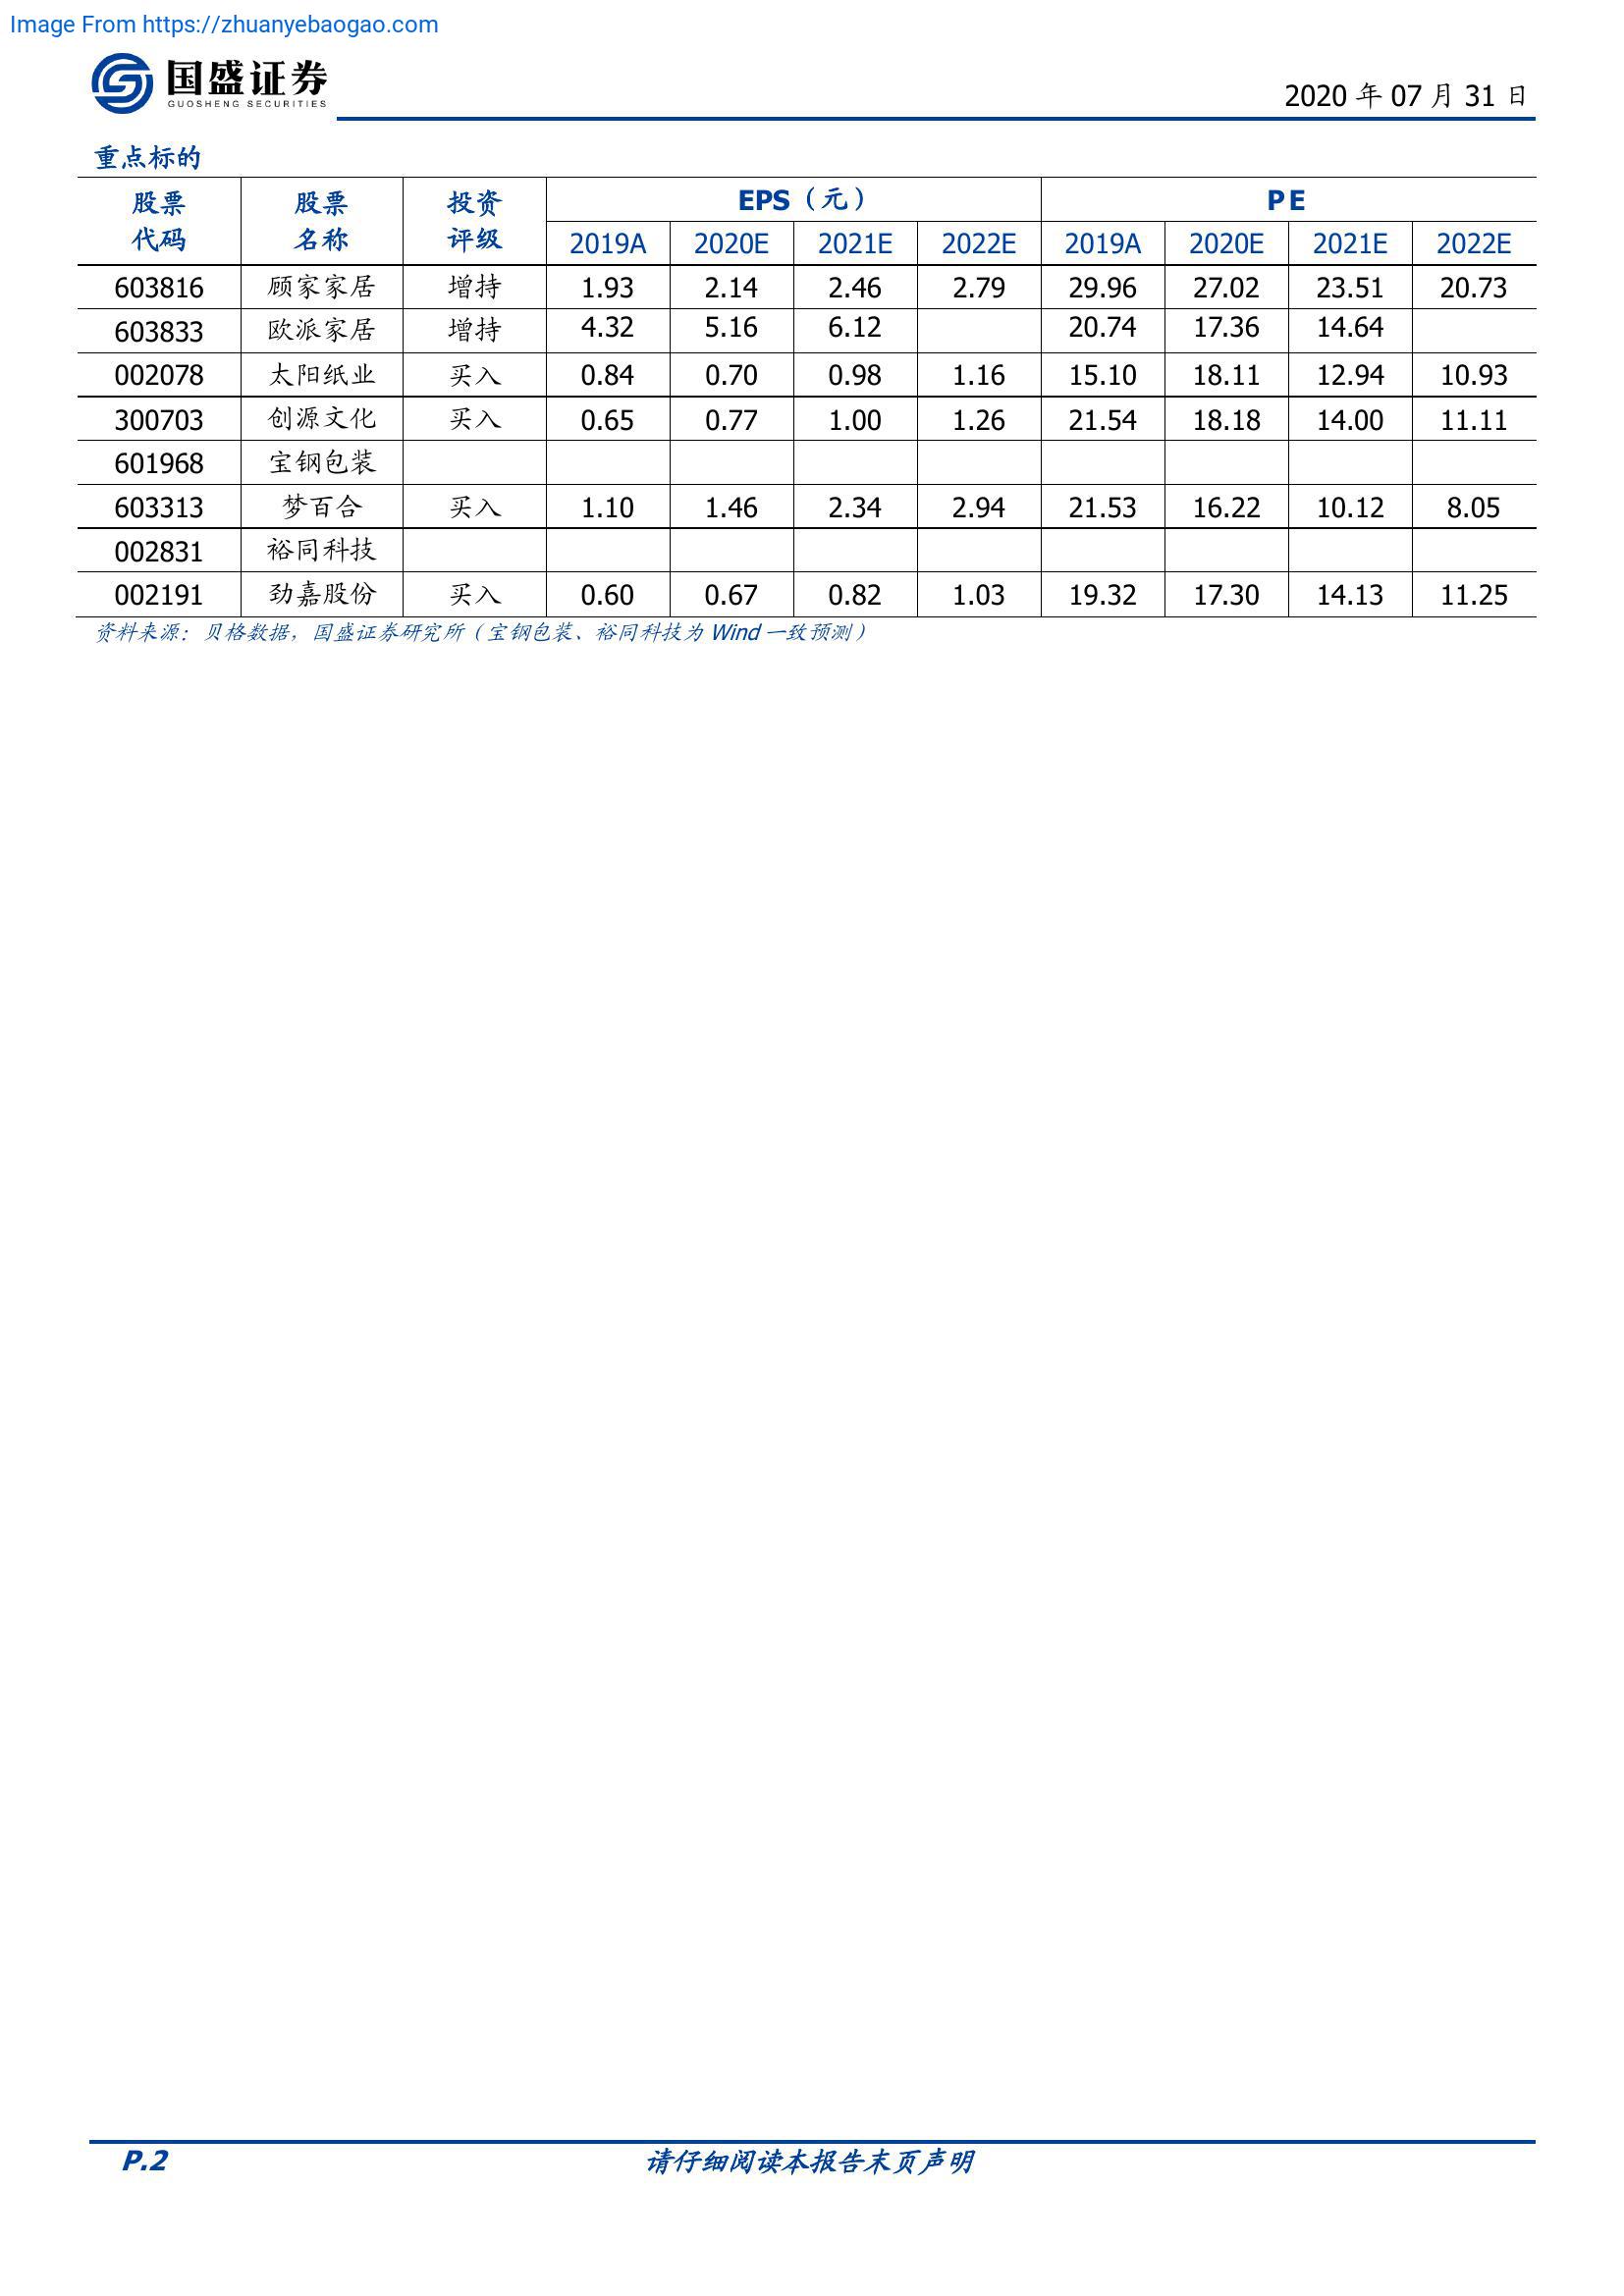 Image From https://zhuanyebaogao.com
国盛证券
GUOSHENG SECURITIES
2020 年 07 月 31 日
重点标的
股票代码 股票名称 投资评级 EPS（元） PE
2019A 2020E 2021E 2022E 2019A 2020E 2021E 2022E
603816 顾家家居 增持 1.93 2.14 2.46 2.79 29.96 27.02 23.51 20.73
603833 欧派家居 增持 4.32 5.16 6.12 20.74 17.36 14.64
002078 太阳纸业 买入 0.84 0.70 0.98 1.16 15.10 18.11 12.94 10.93
300703 创源文化 买入 0.65 0.77 1.00 1.26 21.54 18.18 14.00 11.11
601968 宝钢包装
603313 梦百合 买入 1.10 1.46 2.34 2.94 21.53 16.22 10.12 8.05
002831 裕同科技
002191 劲嘉股份 买入 0.60 0.67 0.82 1.03 19.32 17.30 14.13 11.25
资料来源：贝格数据，国盛证券研究所（宝钢包装、裕同科技为 Wind 一致预测）
P.2 请仔细阅读本报告末页声明